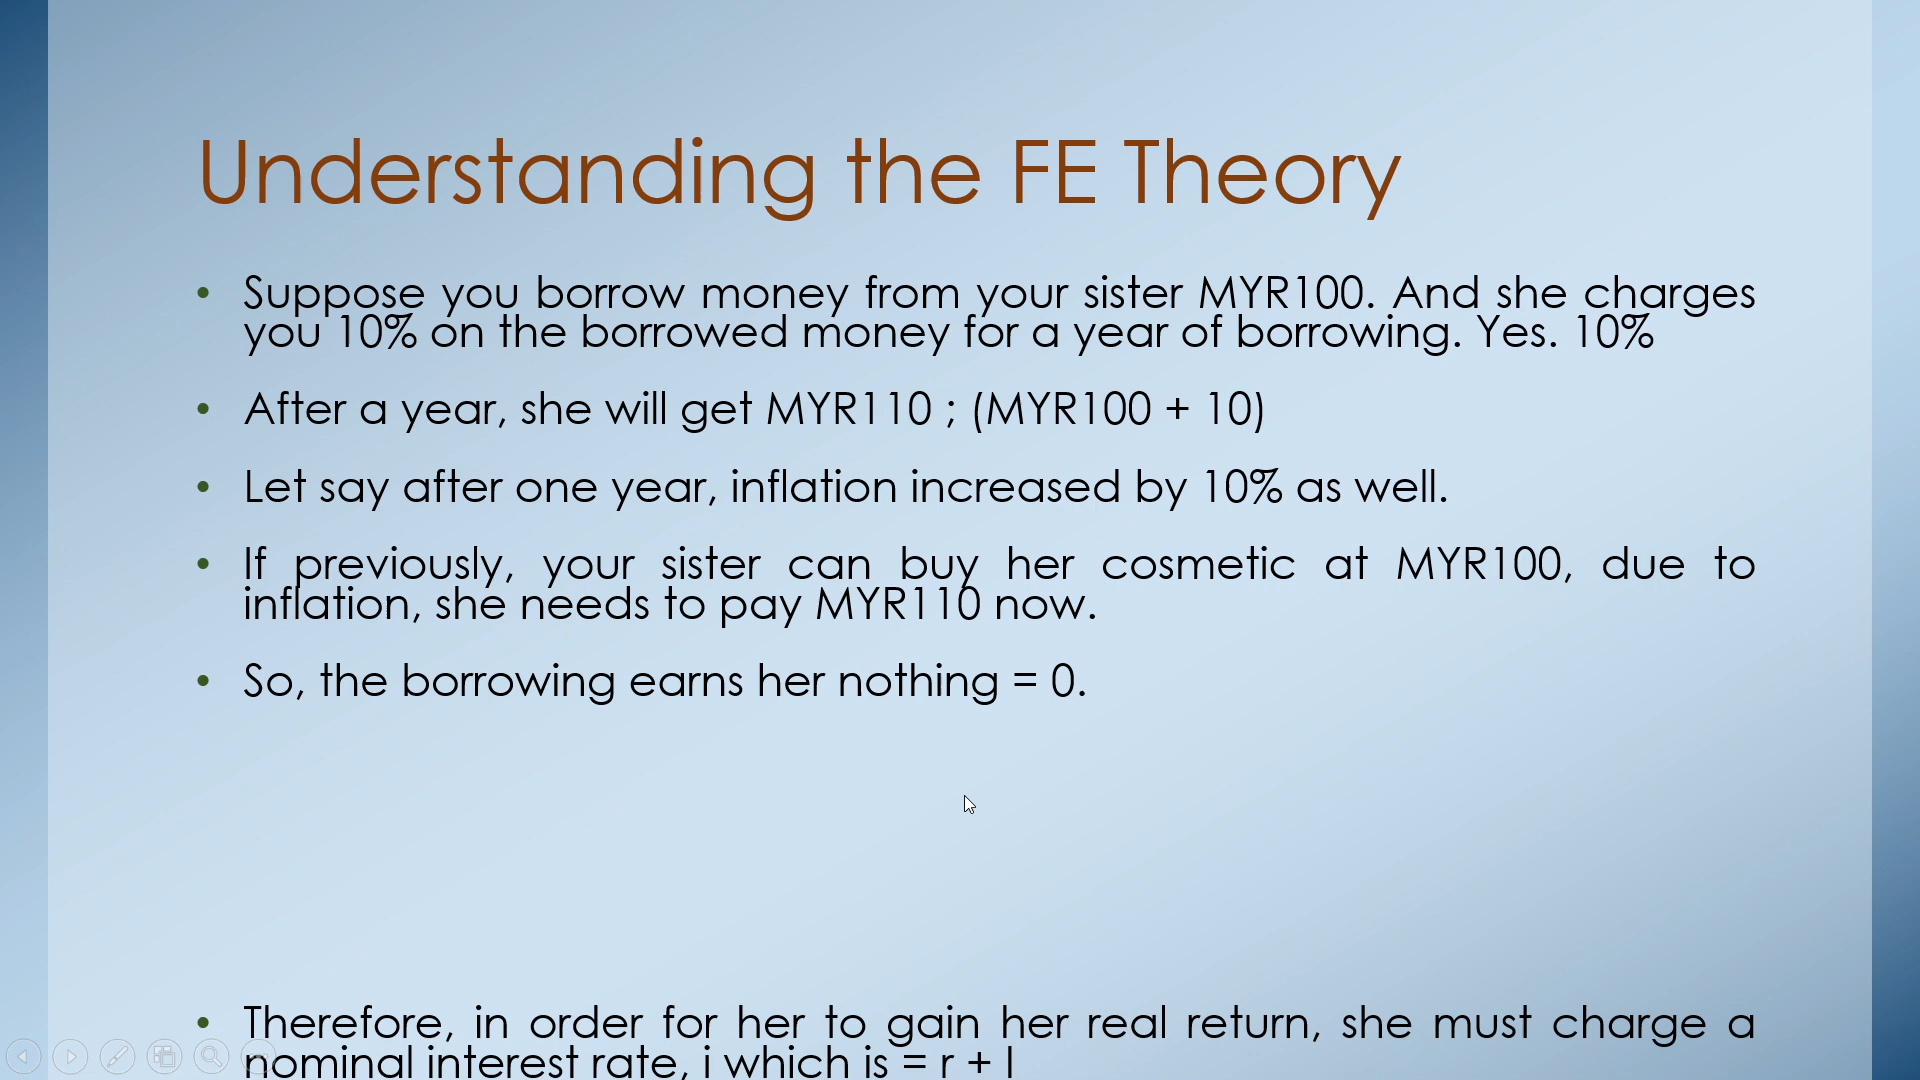 Understanding the FE Theory
• Suppose you borrow money from your sister MYR100. And she charges
you 10% on the borrowed money for a year of borrowing. Yes. 10%
• After a year, she will get MYR110 ; (MYR100 + 10)
• Let say after one year, inflation increased by 10% as well.
• If previously, your sister can buy her cosmetic at MYR100, due to
inflation, she needs to pay MYR110 now.
• So, the borrowing earns her nothing = 0.
• Therefore, in order for her to gain her real return, she must charge a
nominal interest rate, i which is = r + I